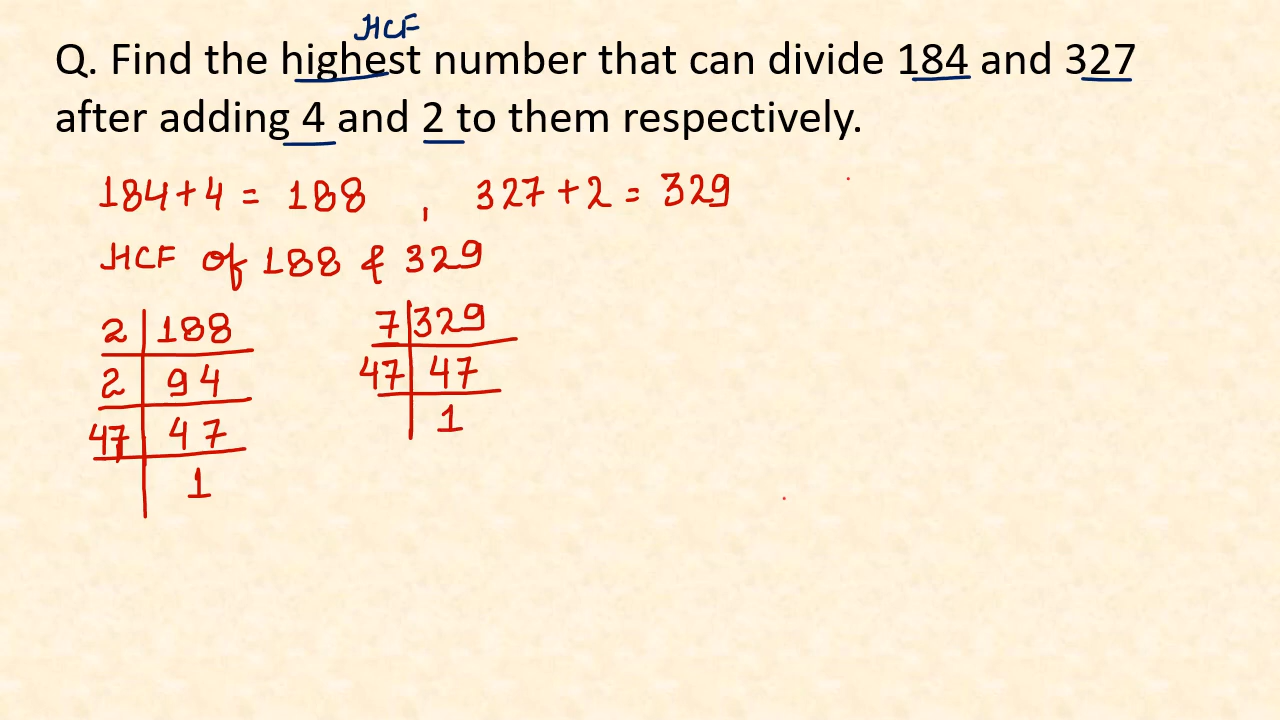 HCF
Q. Find the highest number that can divide 184 and 327
after adding 4 and 2 to them respectively.
184+4 = 188 , 327+2 = 329
HCF of 188 & 329
2 188
2 94
47 47
1
7 329
47 47
1